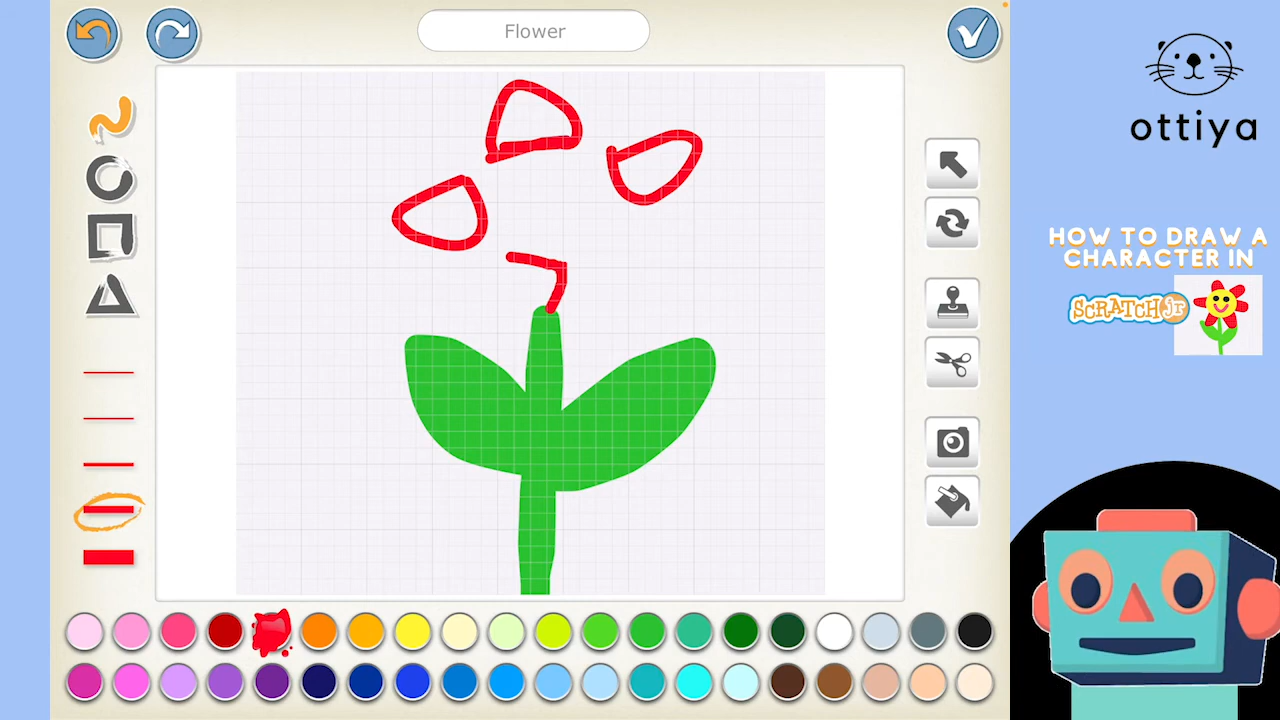 Flower
ottiya
HOW TO DRAW A
CHARACTER IN
SCRATCHjr